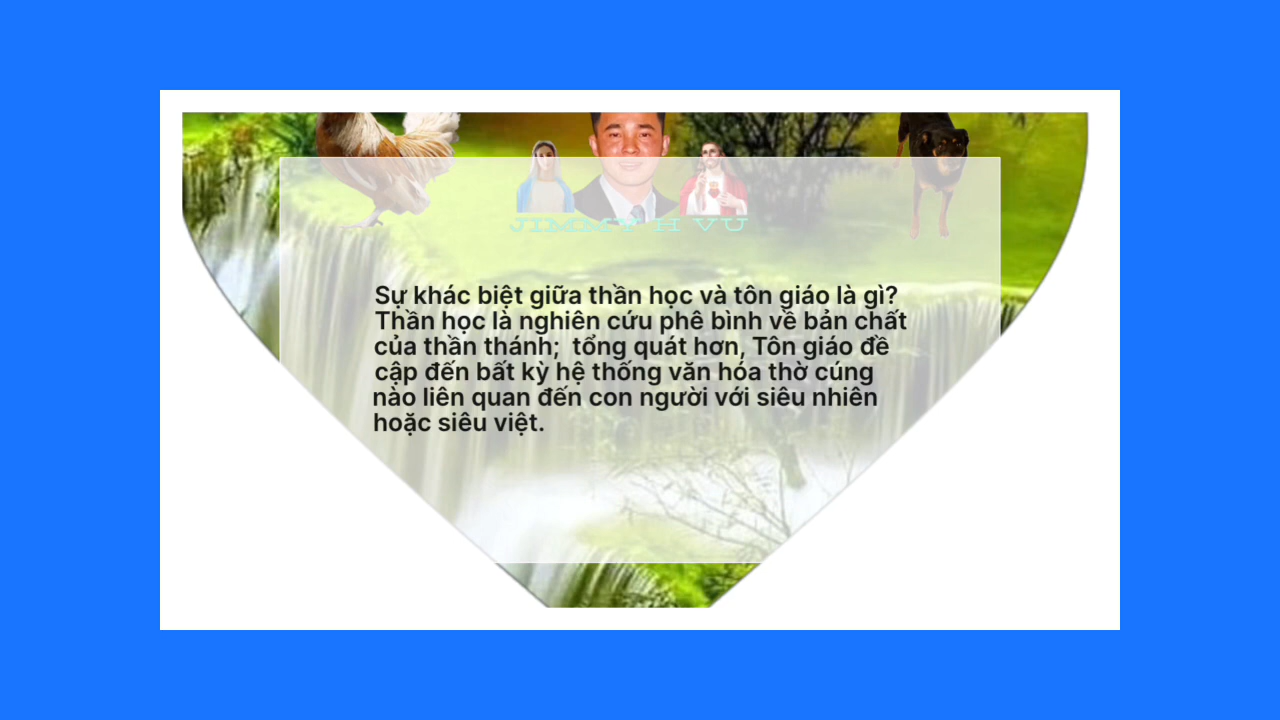 JIMMY H VU
Sự khác biệt giữa thần học và tôn giáo là gì?
Thần học là nghiên cứu phê bình về bản chất
của thần thánh;  tổng quát hơn, Tôn giáo đề
cập đến bất kỳ hệ thống văn hóa thờ cúng
nào liên quan đến con người với siêu nhiên
hoặc siêu việt.